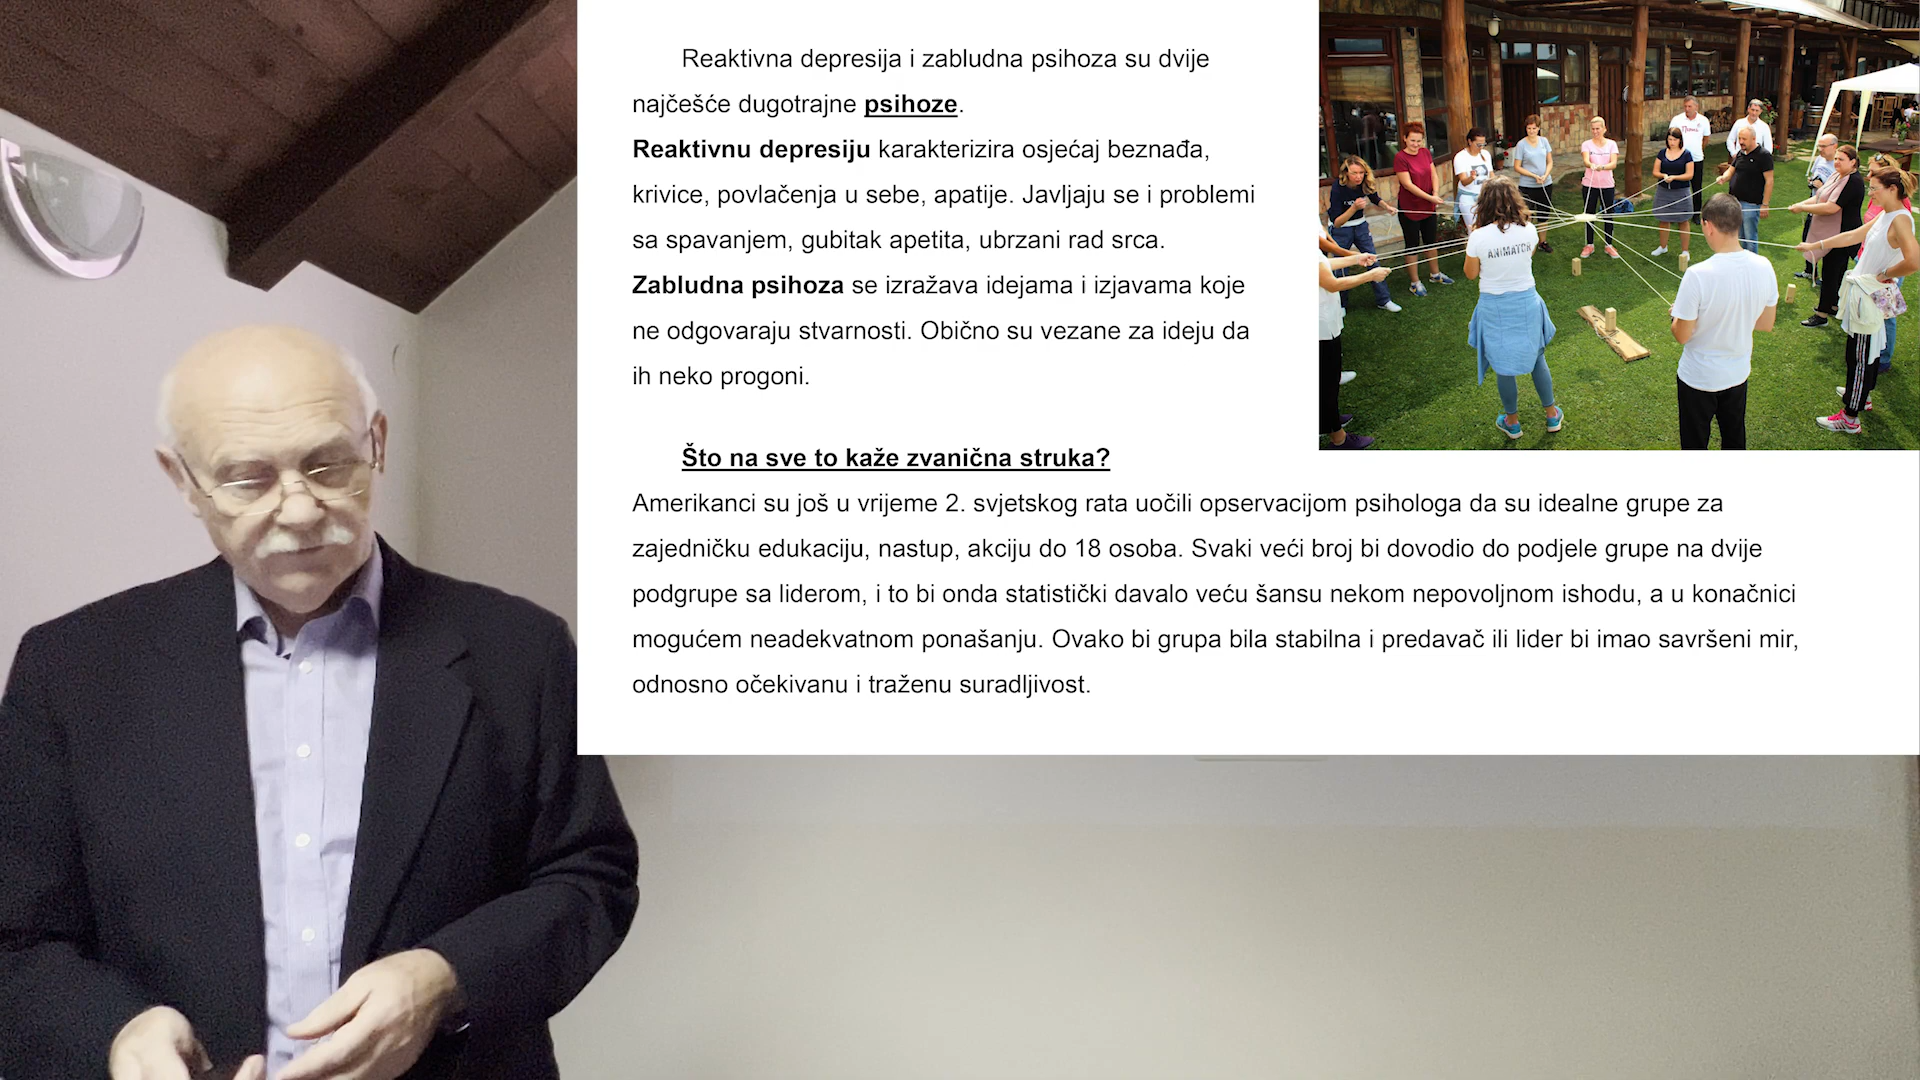 Reaktivna depresija i zabludna psihoza su dvije
najčešće dugotrajne psihoze.
Reaktivnu depresiju karakterizira osjećaj beznađa,
krivice, povlačenja u sebe, apatije. Javljaju se i problemi
sa spavanjem, gubitak apetita, ubrzani rad srca.
Zabludna psihoza se izražava idejama i izjavama koje
ne odgovaraju stvarnosti. Obično su vezane za ideju da
ih neko progoni.
Što na sve to kaže zvanična struka?
Amerikanci su još u vrijeme 2. svjetskog rata uočili opservacijom psihologa da su idealne grupe za
zajedničku edukaciju, nastup, akciju do 18 osoba. Svaki veći broj bi dovodio do podjele grupe na dvije
podgrupe sa liderom, i to bi onda statistički davalo veću šansu nekom nepovoljnom ishodu, a u konačnici
mogućem neadekvatnom ponašanju. Ovako bi grupa bila stabilna i predavač ili lider bi imao savršeni mir,
odnosno očekivanu i traženu suradljivost.
ANIMATOR